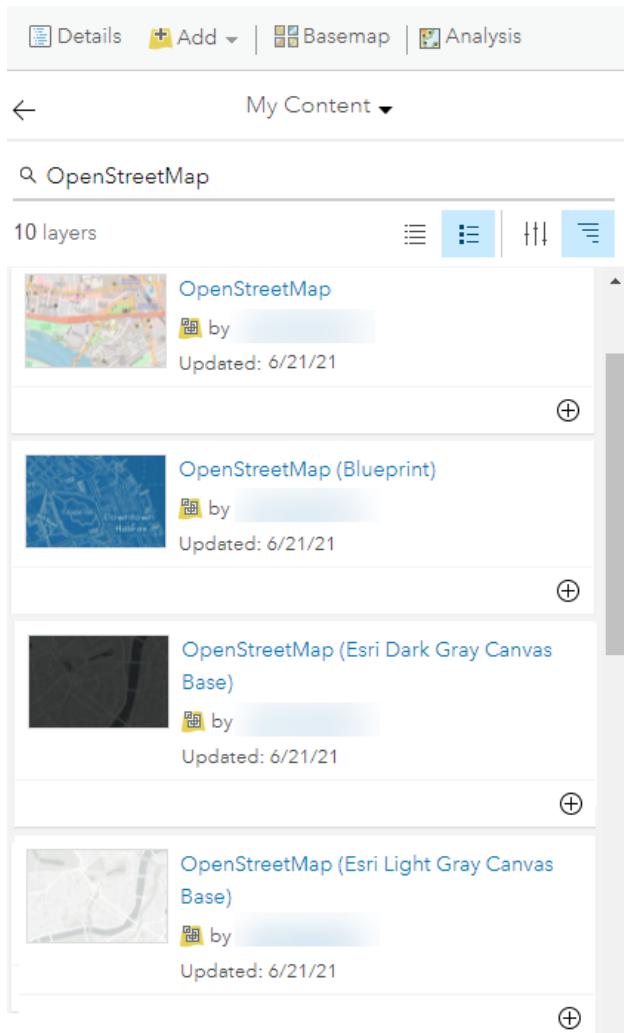 Details Add Basemap Analysis
My Content
OpenStreetMap
10 layers
OpenStreetMap
by
Updated: 6/21/21
OpenStreetMap (Blueprint)
by
Updated: 6/21/21
OpenStreetMap (Esri Dark Gray Canvas
Base)
by
Updated: 6/21/21
OpenStreetMap (Esri Light Gray Canvas
Base)
by
Updated: 6/21/21